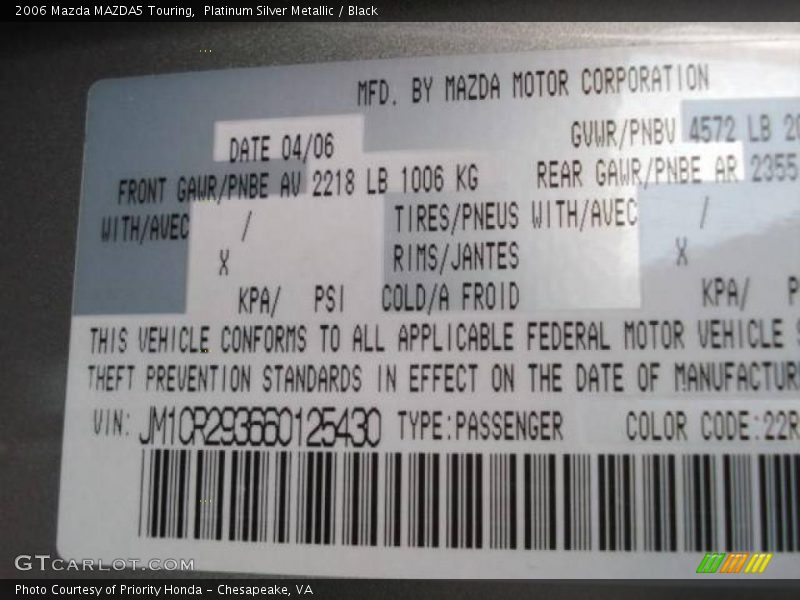 2006 Mazda MAZDA5 Touring,  Platinum Silver Metallic / Black
MFD. BY MAZDA MOTOR CORPORATION
DATE 04/06 GVWR/PNBV 4572 LB 20
FRONT GAWR/PNBE AV 2218 LB 1006 KG REAR GAWR/PNBE AR 2355
WITH/AVEC / TIRES/PNEUS WITH/AVEC /
X RIMS/JANTES X
KPA/ PSI COLD/A FROID KPA/ P
THIS VEHICLE CONFORMS TO ALL APPLICABLE FEDERAL MOTOR VEHICLE S
THEFT PREVENTION STANDARDS IN EFFECT ON THE DATE OF MANUFACTUR
VIN: JM1CR293660125430 TYPE:PASSENGER COLOR CODE:22R
GTCARLOT.COM
Photo Courtesy of Priority Honda - Chesapeake, VA